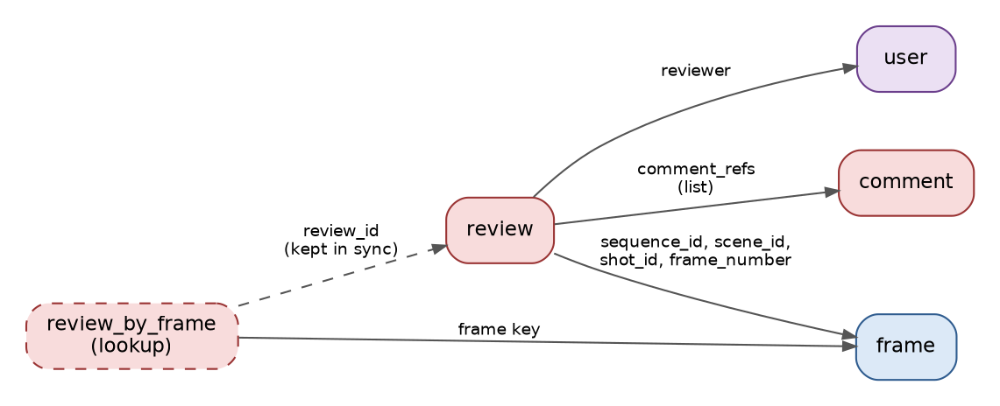 user
reviewer
comment_refs
(list)
comment
review
review_id
(kept in sync)
sequence_id, scene_id,
shot_id, frame_number
review_by_frame
(lookup)
frame key
frame